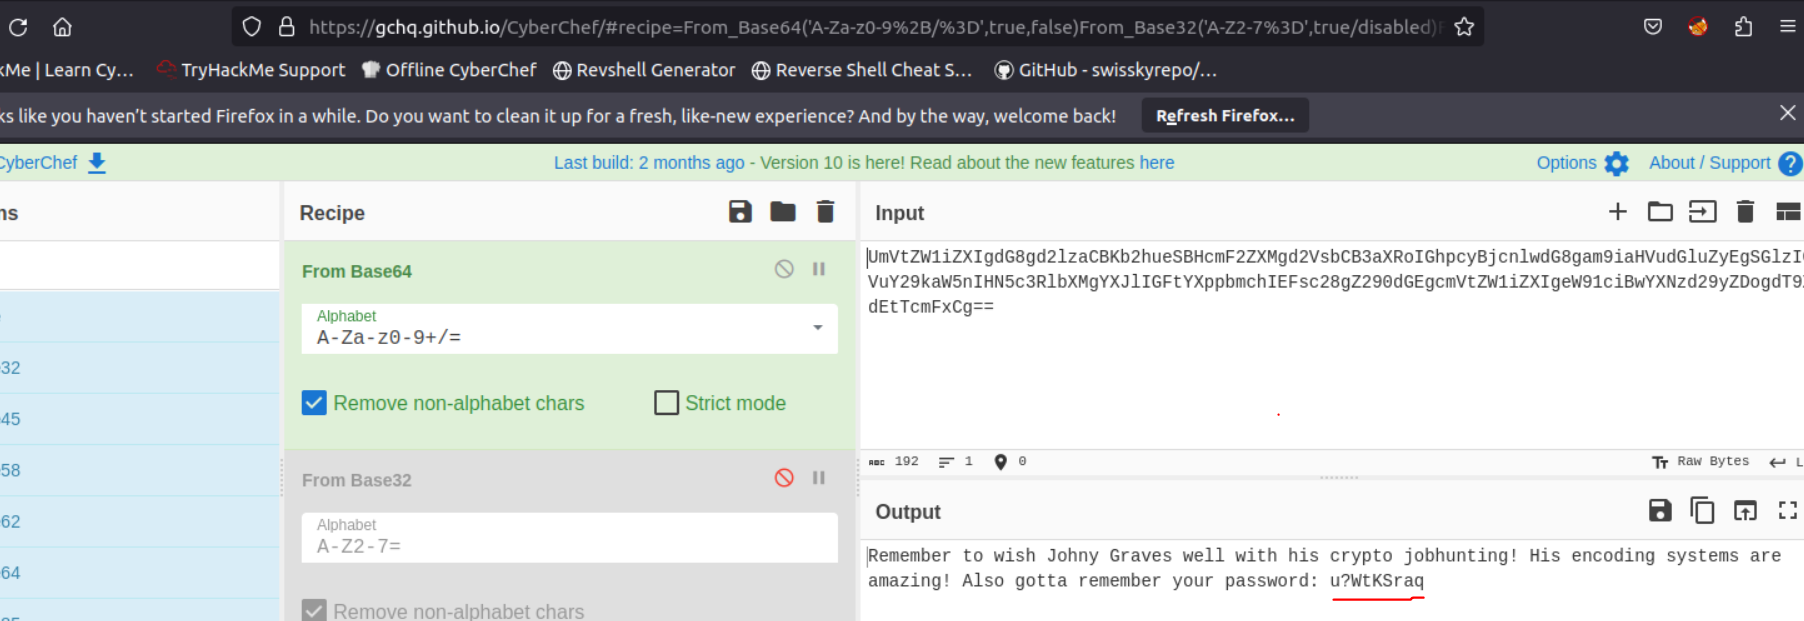 https://gchq.github.io/CyberChef/#recipe=From_Base64('A-Za-z0-9%2B/%3D',true,false)From_Base32('A-Z2-7%3D',true/disabled)
Me | Learn Cy… TryHackMe Support Offline CyberChef Revshell Generator Reverse Shell Cheat S… GitHub - swisskyrepo/…
ks like you haven’t started Firefox in a while. Do you want to clean it up for a fresh, like-new experience? And by the way, welcome back! Refresh Firefox…
CyberChef Last build: 2 months ago - Version 10 is here! Read about the new features here Options About / Support
ns Recipe Input
From Base64
Alphabet
A-Za-z0-9+/=
Remove non-alphabet chars Strict mode
UmVtZW1iZXIgdG8gd2lzaCBKb2hueSBHcmF2ZXMgd2VsbCB3aXRoIGhpcyBjcnlwdG8gam9iaHVudGluZyEgSGlzI
VuY29kaW5nIHN5c3RlbXMgYXJlIGFtYXppbmchIEFsc28gZ290dGEgcmVtZW1iZXIgeW91ciBwYXNzd29yZDogdT9
dEtTcmFxCg==
32
45
58
62
64
192 1 0 Raw Bytes L
From Base32
Alphabet
A-Z2-7=
Remove non-alphabet chars
Output
Remember to wish Johny Graves well with his crypto jobhunting! His encoding systems are
amazing! Also gotta remember your password: u?WtKSraq